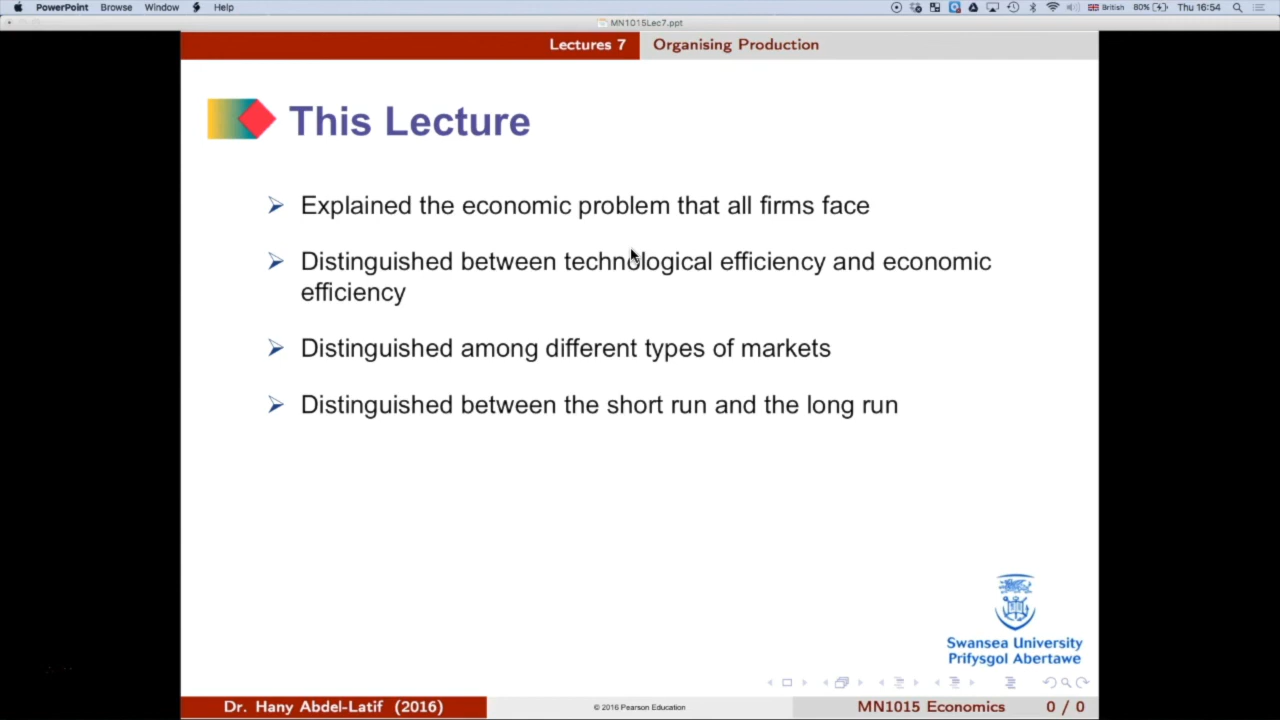 PowerPoint Browse Window Help British 80% Thu 16:54
MN1015Lec7.ppt
Lectures 7 Organising Production
This Lecture
Explained the economic problem that all firms face
Distinguished between technological efficiency and economic
efficiency
Distinguished among different types of markets
Distinguished between the short run and the long run
Swansea University
Prifysgol Abertawe
Dr. Hany Abdel-Latif (2016) © 2016 Pearson Education MN1015 Economics 0 / 0